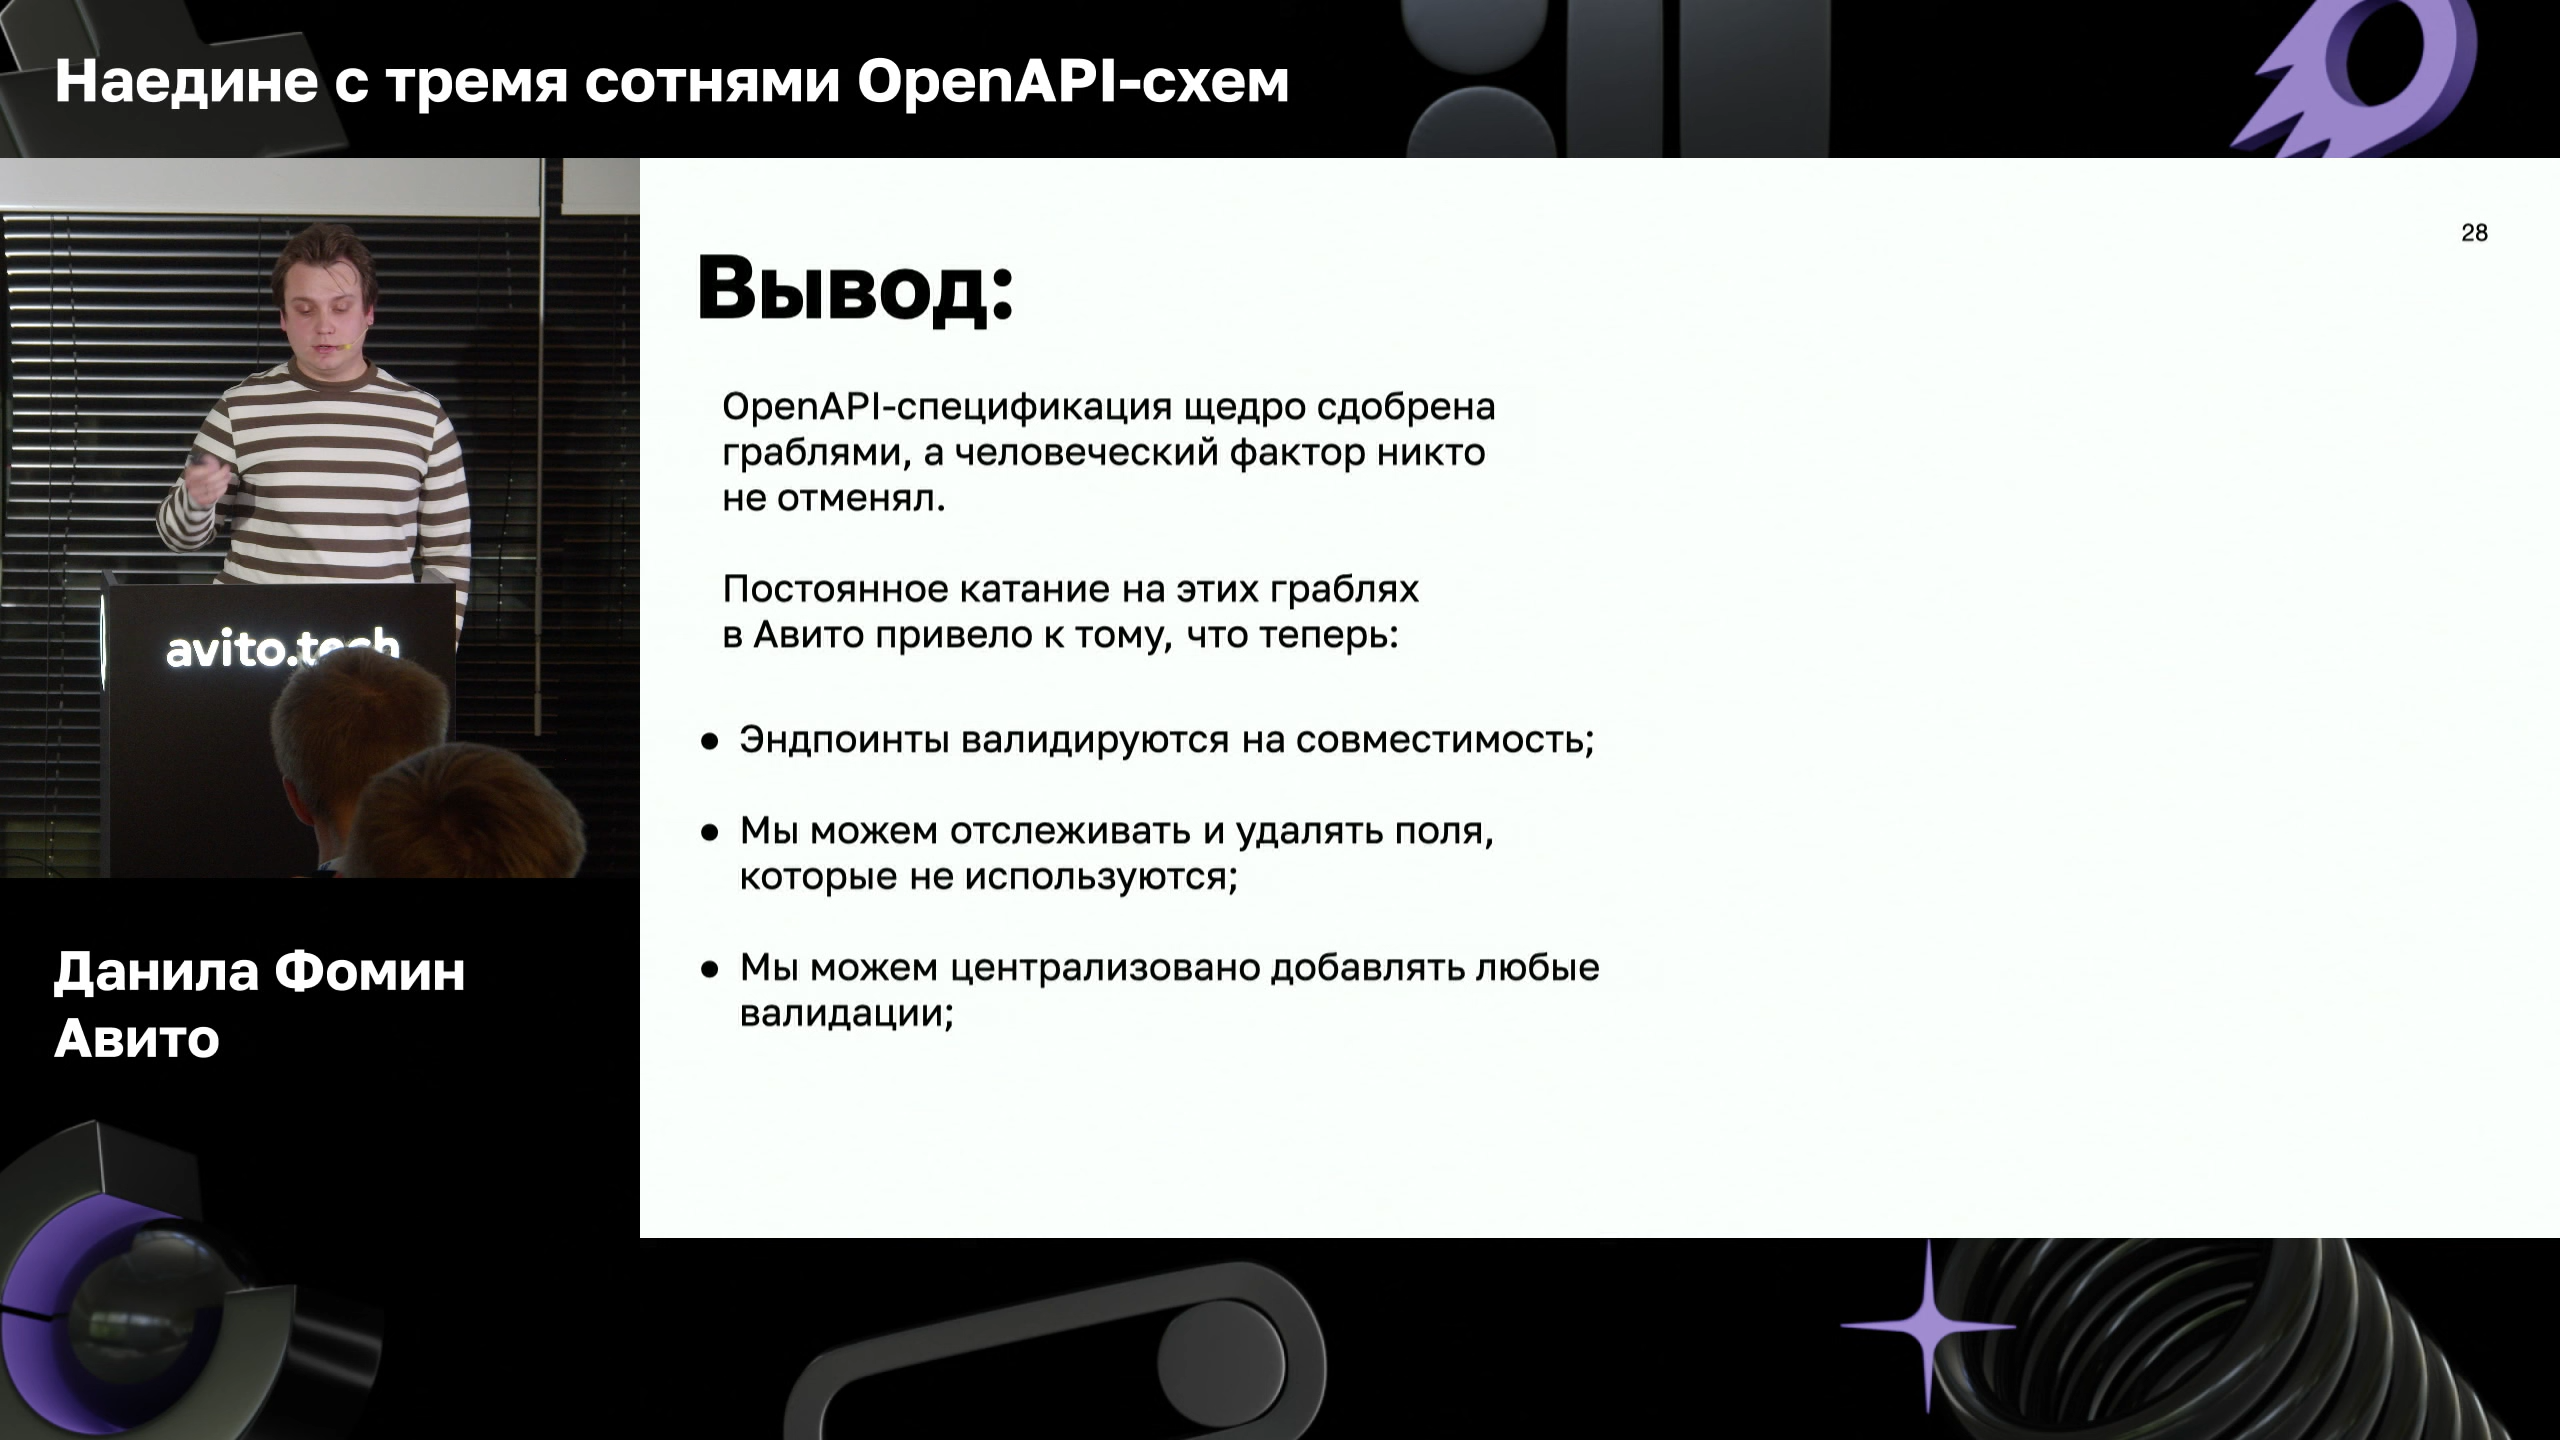 Наедине с тремя сотнями OpenAPI-схем
28
Вывод:
OpenAPI-спецификация щедро сдобрена
граблями, а человеческий фактор никто
не отменял.
Постоянное катание на этих граблях
в Авито привело к тому, что теперь:
● Эндпоинты валидируются на совместимость;
● Мы можем отслеживать и удалять поля,
которые не используются;
● Мы можем централизовано добавлять любые
валидации;
avito.tech
Данила Фомин
Авито